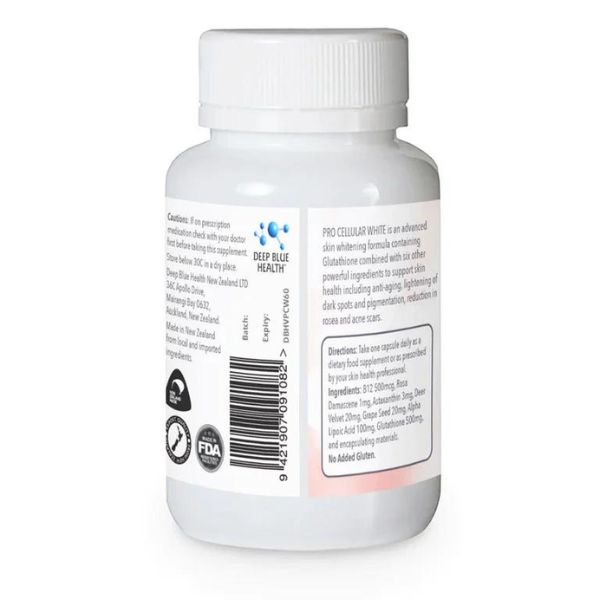 Cautions: If on prescription
medication check with your doctor
first before taking this supplement.
Store below 30C in a dry place.
Deep Blue Health New Zealand LTD
36C Apollo Drive,
Mairangi Bay 0632,
Auckland, New Zealand.
Made in New Zealand
from local and imported
ingredients.
MADE IN
FDA
DEEP BLUE
HEALTH
Batch:
Expiry:
DBHVPCW60
9 421907 091082 >
PRO CELLULAR WHITE is an advanced
skin whitening formula containing
Glutathione combined with six other
powerful ingredients to support skin
health including anti-aging, lightening of
dark spots and pigmentation, reduction in
rosea and acne scars.
Directions: Take one capsule daily as a
dietary food supplement or as prescribed
by your skin health professional.
Ingredients: B12 500mcg, Rosa
Damascene 1mg, Astaxanthin 3mg, Deer
Velvet 20mg, Grape Seed 20mg, Alpha
Lipoic Acid 100mg, Glutathione 500mg,
and encapsulating materials.
No Added Gluten.